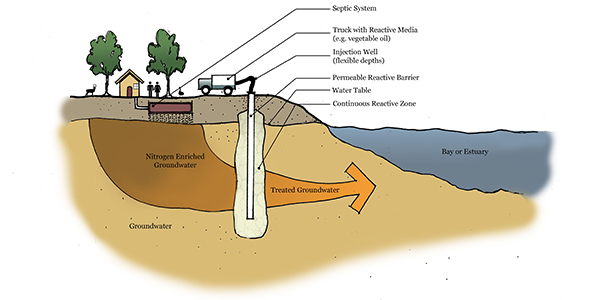 Septic System
Truck with Reactive Media
(e.g. vegetable oil)
Injection Well
(flexible depths)
Permeable Reactive Barrier
Water Table
Continuous Reactive Zone
Nitrogen Enriched
Groundwater
Bay or Estuary
Treated Groundwater
Groundwater